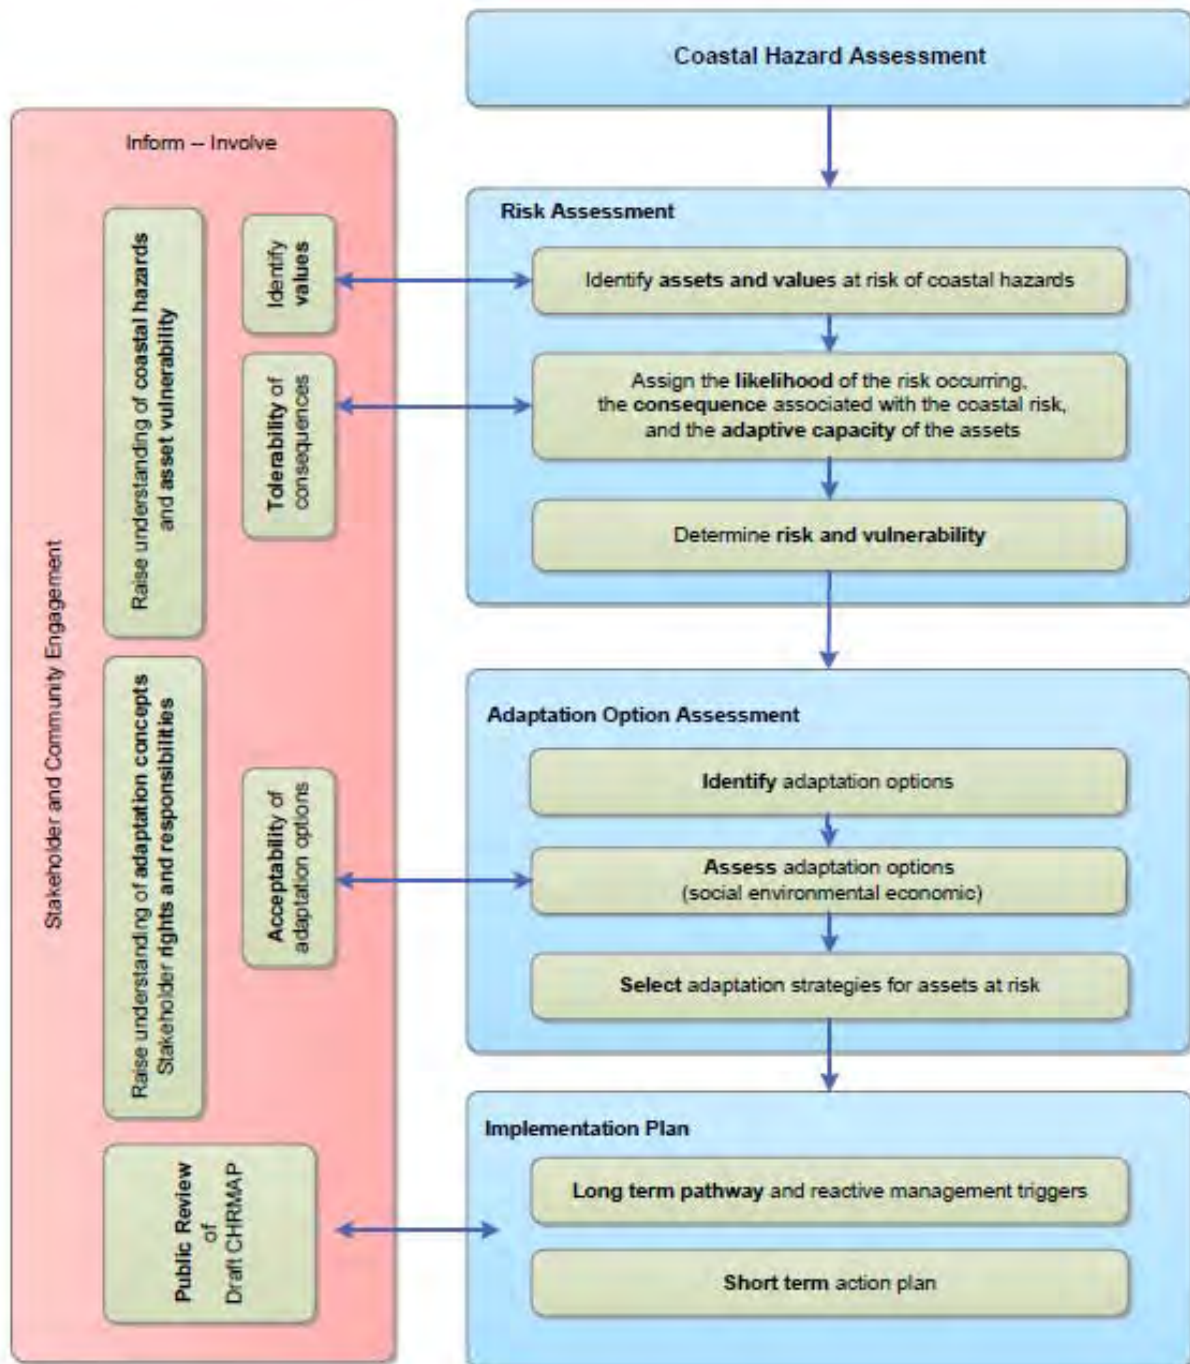 Coastal Hazard Assessment
Inform -- Involve
Stakeholder and Community Engagement
Raise understanding of coastal hazards
and asset vulnerability
Identify
values
Tolerability of
consequences
Raise understanding of adaptation concepts
Stakeholder rights and responsibilities
Acceptability of
adaptation options
Public Review
of
Draft CHRMAP
Risk Assessment
Identify assets and values at risk of coastal hazards
Assign the likelihood of the risk occurring,
the consequence associated with the coastal risk,
and the adaptive capacity of the assets
Determine risk and vulnerability
Adaptation Option Assessment
Identify adaptation options
Assess adaptation options
(social environmental economic)
Select adaptation strategies for assets at risk
Implementation Plan
Long term pathway and reactive management triggers
Short term action plan